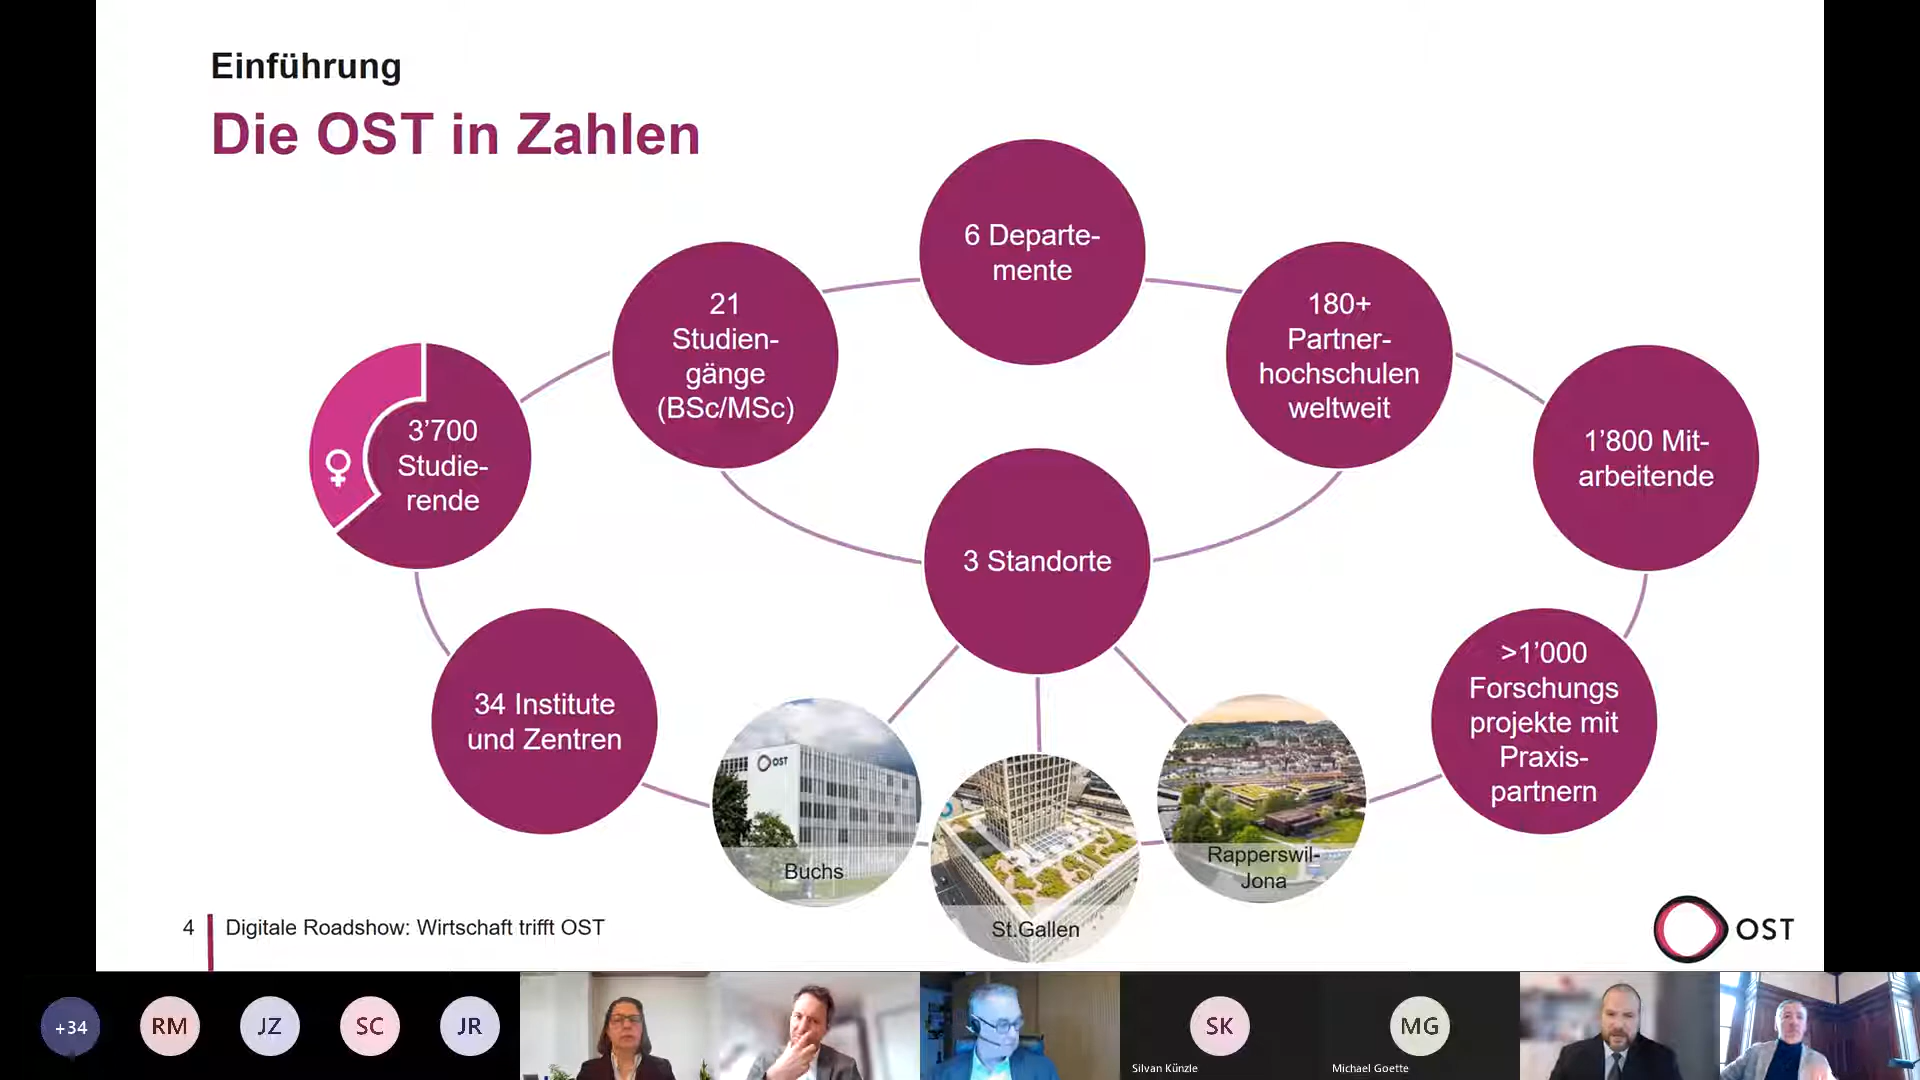 Einführung
Die OST in Zahlen
6 Departe-
mente
21
Studien-
gänge
(BSc/MSc)
180+
Partner-
hochschulen
weltweit
3’700
Studie-
rende
1’800 Mit-
arbeitende
3 Standorte
34 Institute
und Zentren
>1’000
Forschungs
projekte mit
Praxis-
partnern
OST
Buchs
St.Gallen
Rapperswil-
Jona
4
Digitale Roadshow: Wirtschaft trifft OST
OST
+34
RM
JZ
SC
JR
SK
Silvan Künzle
MG
Michael Goette